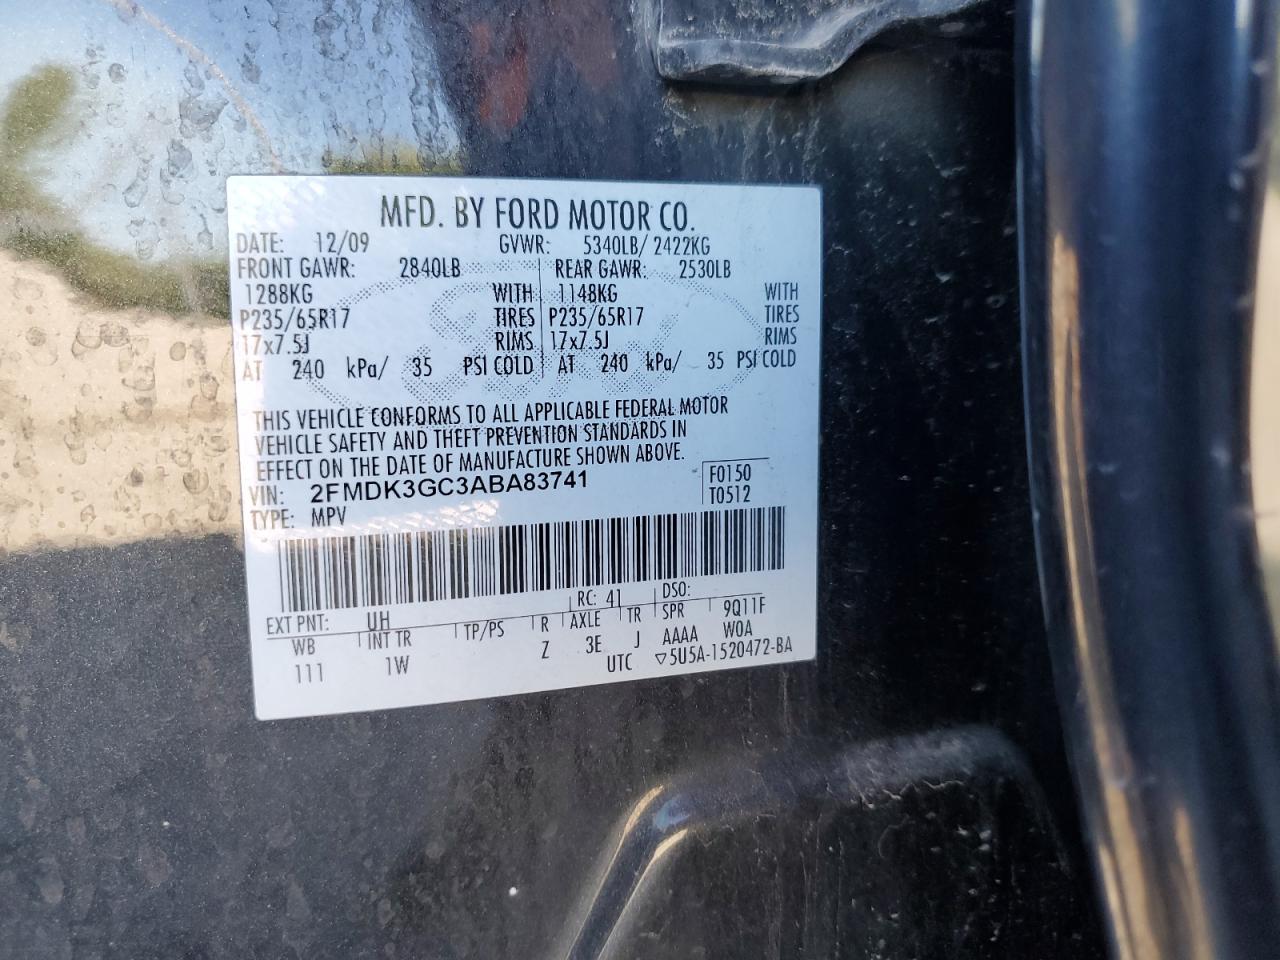 MFD. BY FORD MOTOR CO.
DATE: 12/09 GVWR: 5340LB/ 2422KG
FRONT GAWR: 2840LB REAR GAWR: 2530LB
1288KG WITH 1148KG WITH
P235/65R17 TIRES P235/65R17 TIRES
17x7.5J RIMS 17x7.5J RIMS
AT 240 kPa/ 35 PSI COLD AT 240 kPa/ 35 PSI COLD
THIS VEHICLE CONFORMS TO ALL APPLICABLE FEDERAL MOTOR
VEHICLE SAFETY AND THEFT PREVENTION STANDARDS IN
EFFECT ON THE DATE OF MANUFACTURE SHOWN ABOVE.
VIN: 2FMDK3GC3ABA83741 F0150
TYPE: MPV T0512
EXT PNT: UH RC: 41 DSO:
WB INT TR TP/PS R AXLE TR SPR 9Q11F
111 1W Z 3E J AAAA W0A
UTC ▽5U5A-1520472-BA